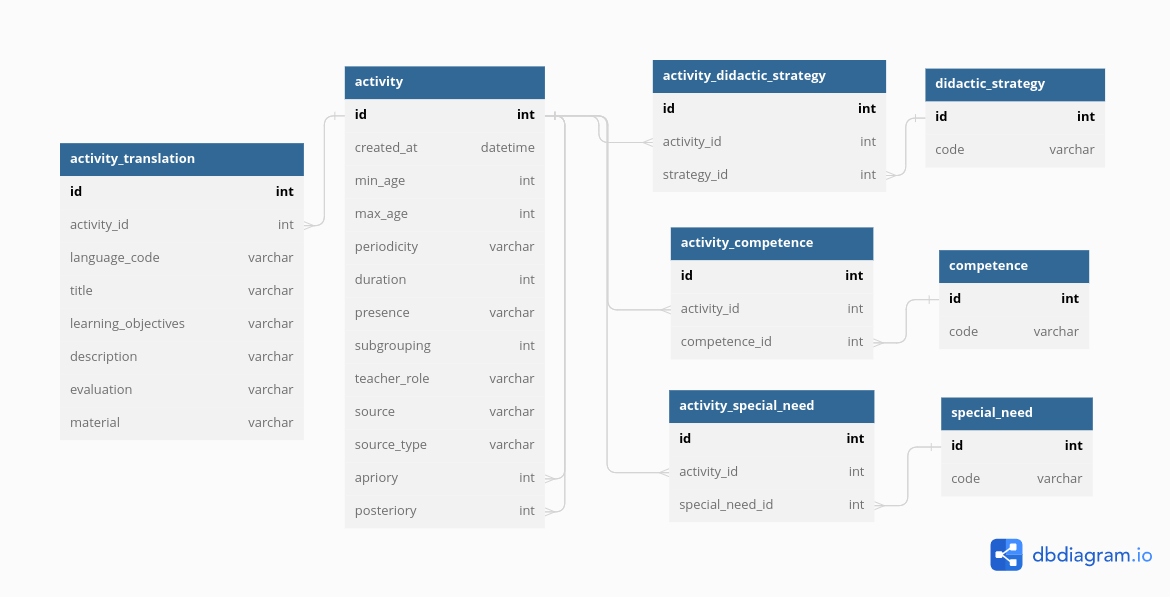 activity_translation
id int
activity_id int
language_code varchar
title varchar
learning_objectives varchar
description varchar
evaluation varchar
material varchar
activity
id int
created_at datetime
min_age int
max_age int
periodicity varchar
duration int
presence varchar
subgrouping int
teacher_role varchar
source varchar
source_type varchar
apriory int
posteriory int
activity_didactic_strategy
id int
activity_id int
strategy_id int
didactic_strategy
id int
code varchar
activity_competence
id int
activity_id int
competence_id int
competence
id int
code varchar
activity_special_need
id int
activity_id int
special_need_id int
special_need
id int
code varchar
dbdiagram.io